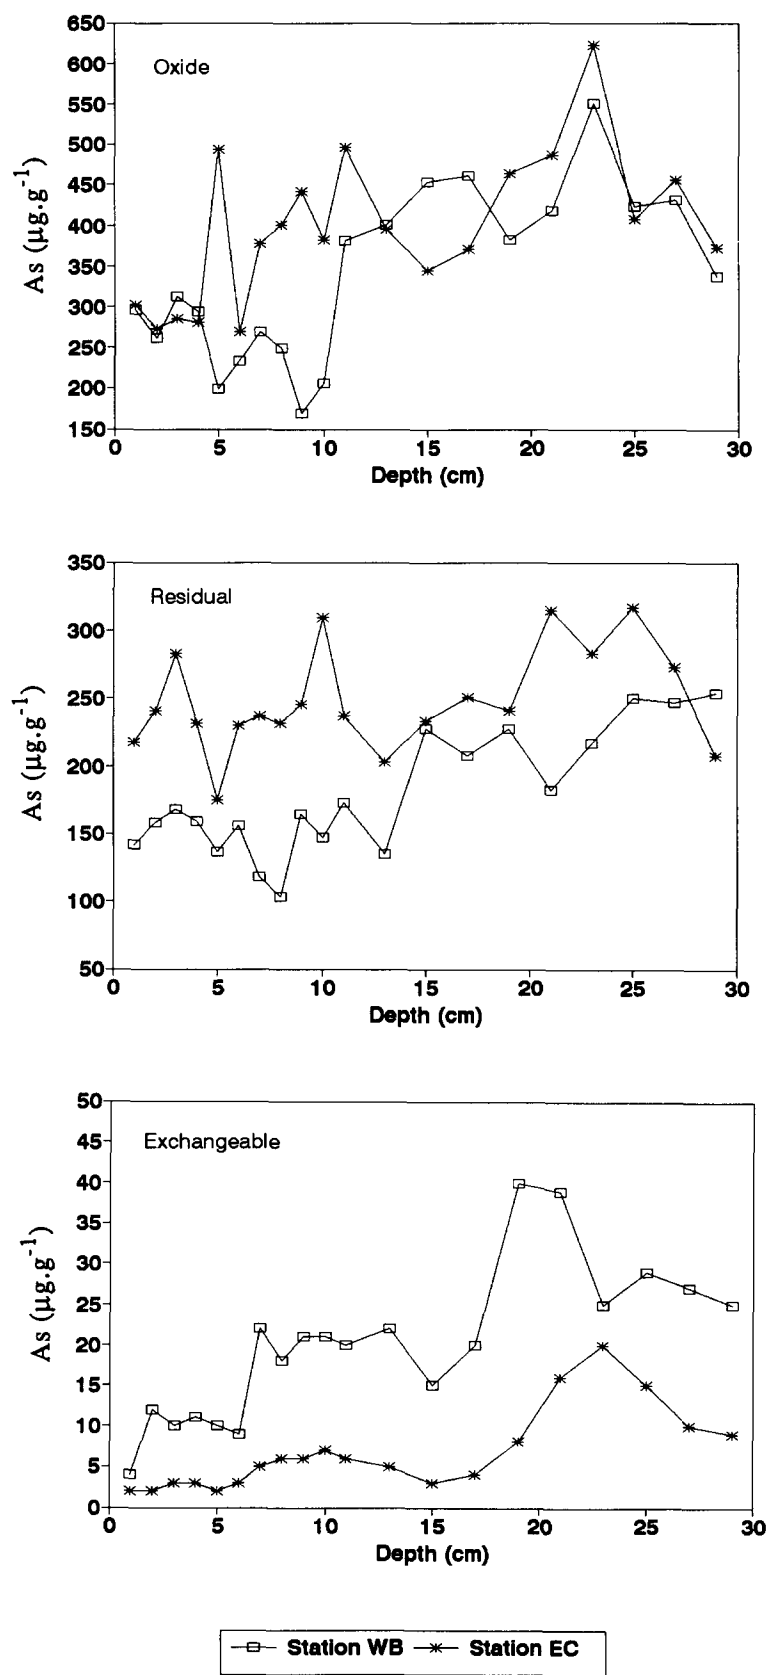 650
600
550
500
450
400
350
300
250
200
150
As (µg.g⁻¹)
Oxide
0 5 10 15 20 25 30
Depth (cm)
350
300
250
200
150
100
50
As (µg.g⁻¹)
Residual
0 5 10 15 20 25 30
Depth (cm)
50
45
40
35
30
25
20
15
10
5
0
As (µg.g⁻¹)
Exchangeable
0 5 10 15 20 25 30
Depth (cm)
Station WB Station EC